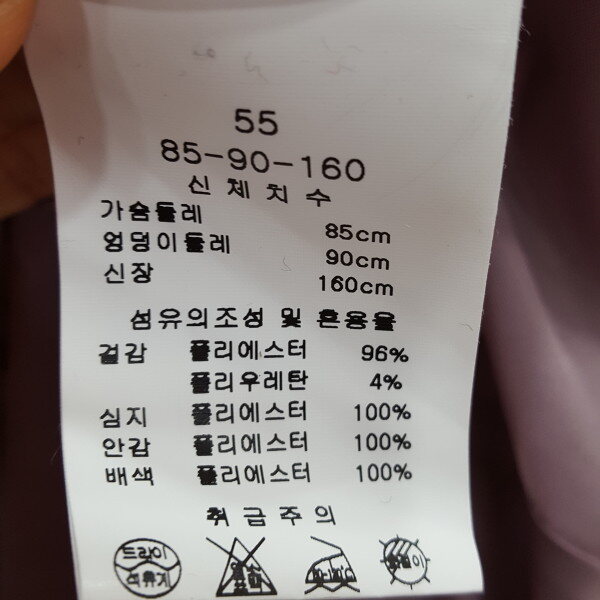 55
85-90-160
신체치수
가슴둘레 85cm
엉덩이둘레 90cm
신장 160cm
섬유의조성 및 혼용율
겉감 폴리에스터 96%
폴리우레탄 4%
심지 폴리에스터 100%
안감 폴리에스터 100%
배색 폴리에스터 100%
취급주의
드라이
석유계